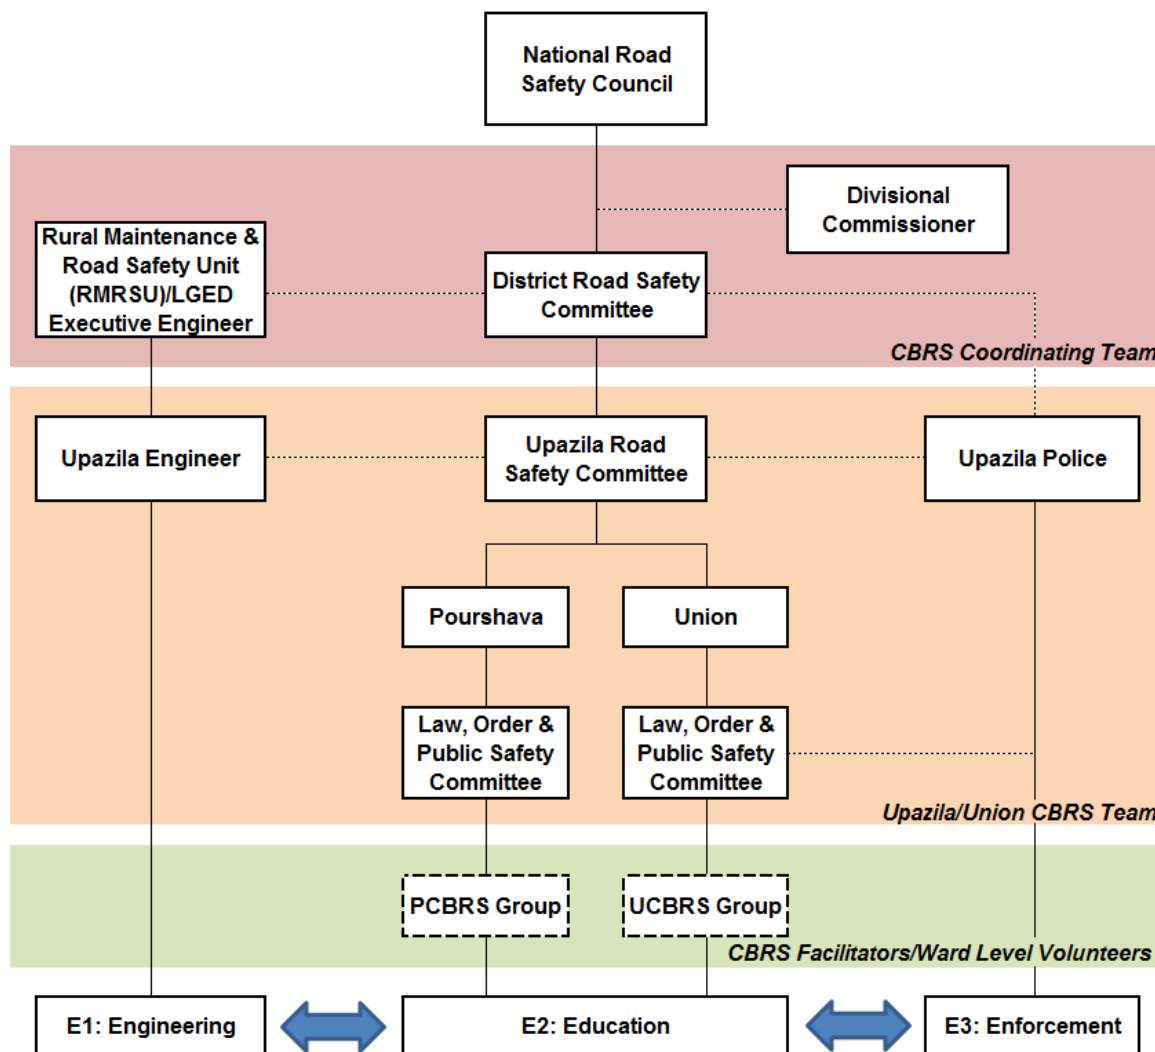 National Road
Safety Council
Divisional
Commissioner
Rural Maintenance &
Road Safety Unit
(RMRSU)/LGED
Executive Engineer
District Road Safety
Committee
CBRS Coordinating Team
Upazila Engineer
Upazila Road
Safety Committee
Upazila Police
Pourshava
Union
Law, Order &
Public Safety
Committee
Law, Order &
Public Safety
Committee
Upazila/Union CBRS Team
PCBRS Group
UCBRS Group
CBRS Facilitators/Ward Level Volunteers
E1: Engineering
E2: Education
E3: Enforcement